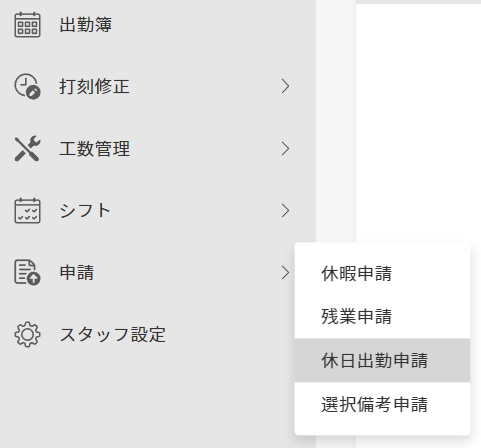 出勤簿
打刻修正
工数管理
シフト
申請
休暇申請
残業申請
休日出勤申請
選択備考申請
スタッフ設定